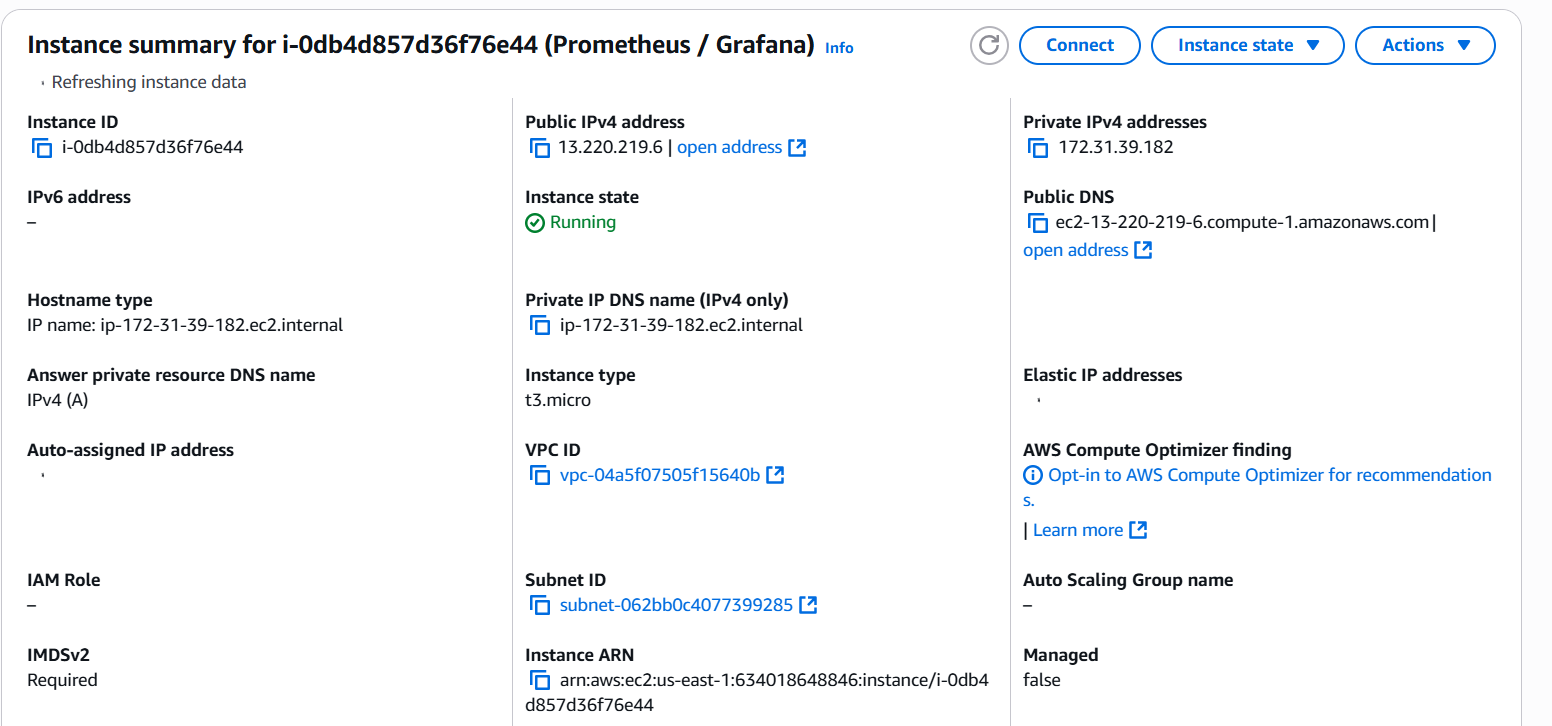 Instance summary for i-0db4d857d36f76e44 (Prometheus / Grafana) Info
Connect
Instance state
Actions
Refreshing instance data
Instance ID
i-0db4d857d36f76e44
Public IPv4 address
13.220.219.6 | open address
Private IPv4 addresses
172.31.39.182
IPv6 address
–
Instance state
Running
Public DNS
ec2-13-220-219-6.compute-1.amazonaws.com |
open address
Hostname type
IP name: ip-172-31-39-182.ec2.internal
Private IP DNS name (IPv4 only)
ip-172-31-39-182.ec2.internal
Answer private resource DNS name
IPv4 (A)
Instance type
t3.micro
Elastic IP addresses
Auto-assigned IP address
VPC ID
vpc-04a5f07505f15640b
AWS Compute Optimizer finding
Opt-in to AWS Compute Optimizer for recommendation
s.
| Learn more
IAM Role
–
Subnet ID
subnet-062bb0c4077399285
Auto Scaling Group name
–
IMDSv2
Required
Instance ARN
arn:aws:ec2:us-east-1:634018648846:instance/i-0db4
d857d36f76e44
Managed
false